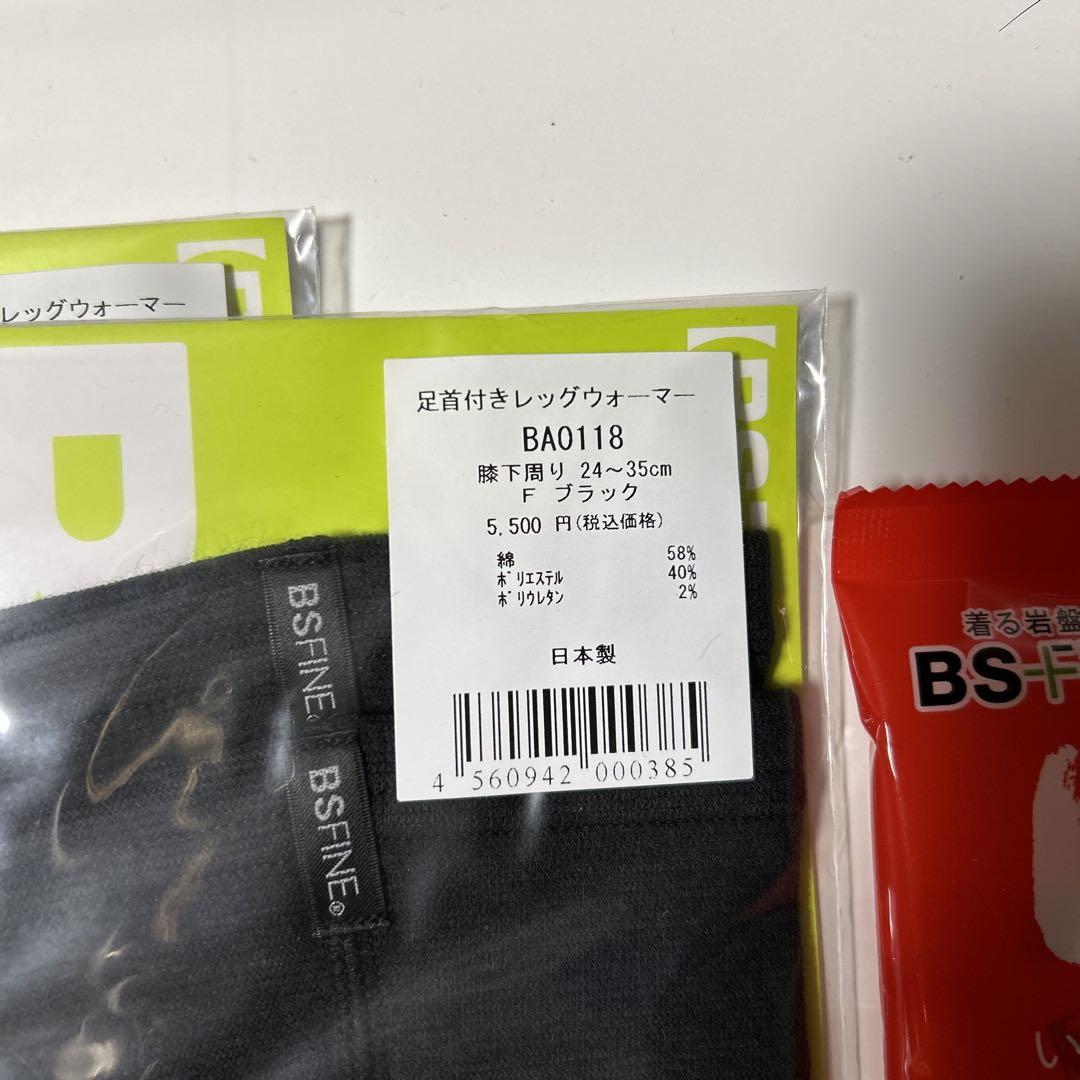 レッグウォーマー
足首付きレッグウォーマー
BA0118
膝下周り 24～35cm
F ブラック
5,500 円(税込価格)
綿 58%
ポリエステル 40%
ポリウレタン 2%
日本製
4 560942 000385
BSFINE®
BSFINE®
着る岩盤
BS